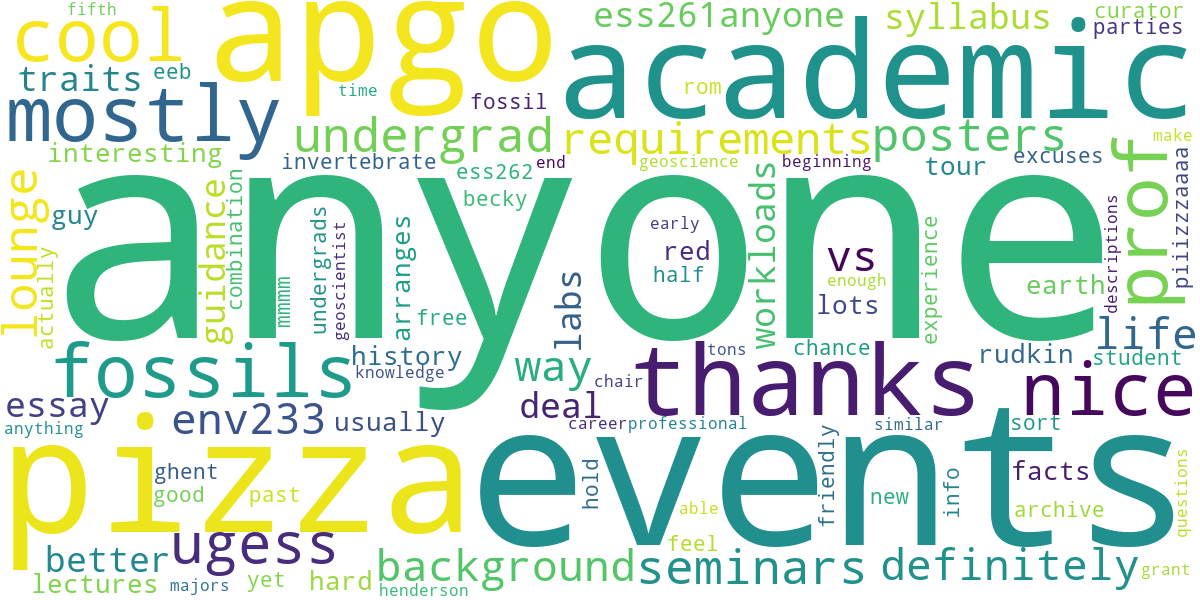 fifth
cool
apgo
ess261anyone
syllabus
curator
parties
traits
eeb
time
fossil
rom
academic
mostly
undergrad
requirements
posters
make
interesting
invertebrate
ess262
end
geoscience
beginning
tour
excuses
becky
lounge
guy
guidance
combination
undergrads
geoscientist
arranges
anyone
early
red
half
workloads
vs
enough
lots
experience
earth
descriptions
prof
piiizzzaaaa
actually
mmmm
free
labs
life
fossils
history
knowledge
way
tons
chance
rudkin
student
chair
thanks
nice
essay
env233
usually
deal
careerprofessional
similar
sort
anything
pizza
events
ghent
good
past
hold
friendly
info
facts
questions
able
new
archive
ugess
feel
better
background
seminars
definitely
grant
lectures
majors
yet
hard
henderson